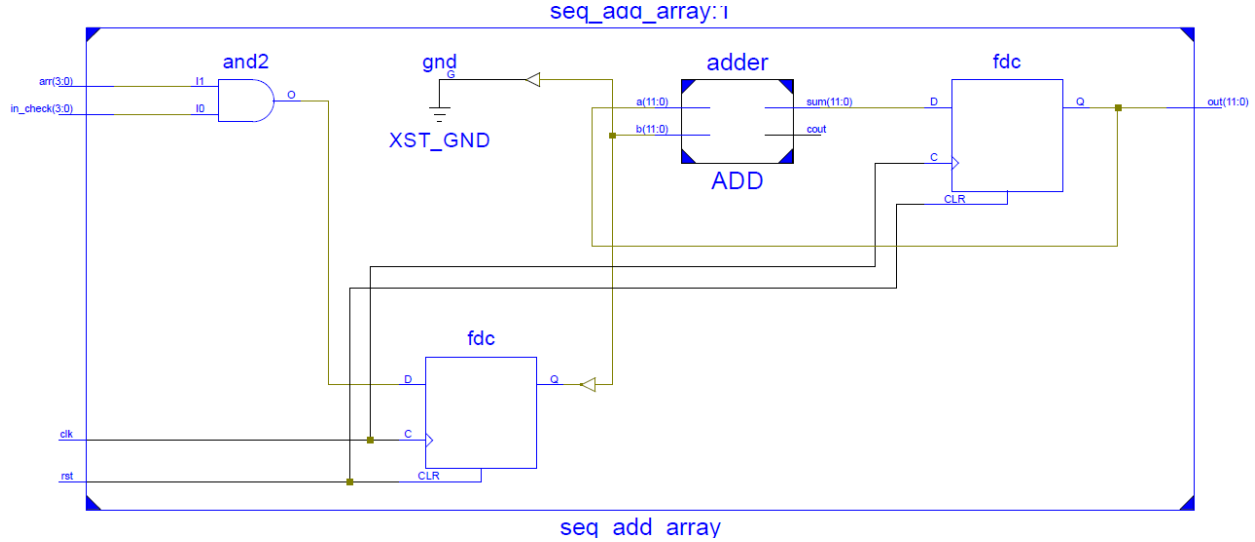 seq_add_array:1
and2
gnd
adder
fdc
arr(3:0)
I1
O
G
a(11:0)
sum(11:0)
D
Q
out(11:0)
in_check(3:0)
I0
XST_GND
b(11:0)
cout
ADD
C
CLR
fdc
D
Q
clk
C
rst
CLR
seq_add_array